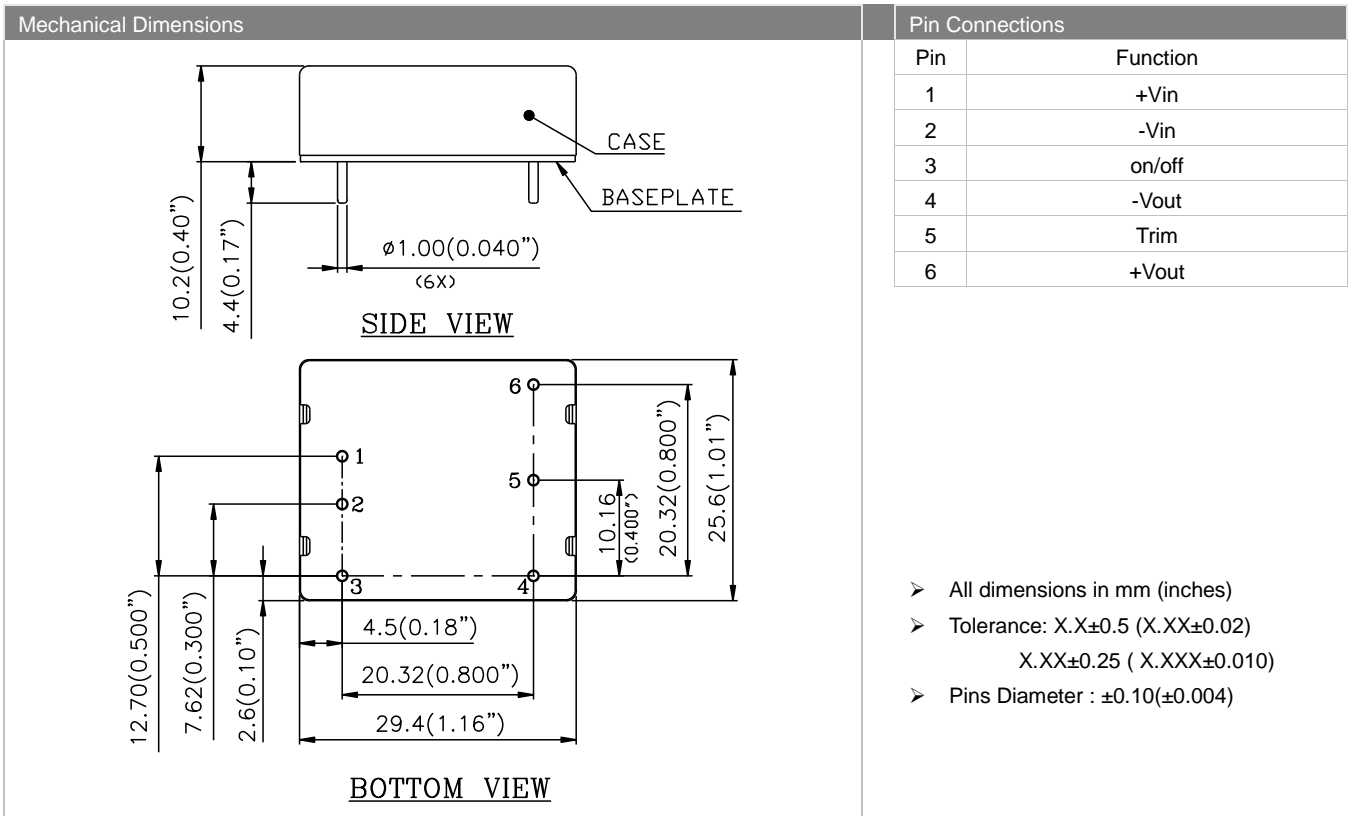 Mechanical Dimensions
CASE
BASEPLATE
10.2(0.40”)
4.4(0.17”)
ø1.00(0.040”)
(6X)
SIDE VIEW
6
1
5
2
3
4
10.16
(0.400")
20.32(0.800”)
25.6(1.01”)
12.70(0.500”)
7.62(0.300”)
2.6(0.10”)
4.5(0.18”)
20.32(0.800”)
29.4(1.16”)
BOTTOM VIEW
Pin Connections
Pin Function
1 +Vin
2 -Vin
3 on/off
4 -Vout
5 Trim
6 +Vout
➢ All dimensions in mm (inches)
➢ Tolerance: X.X±0.5 (X.XX±0.02)
X.XX±0.25 ( X.XXX±0.010)
➢ Pins Diameter : ±0.10(±0.004)